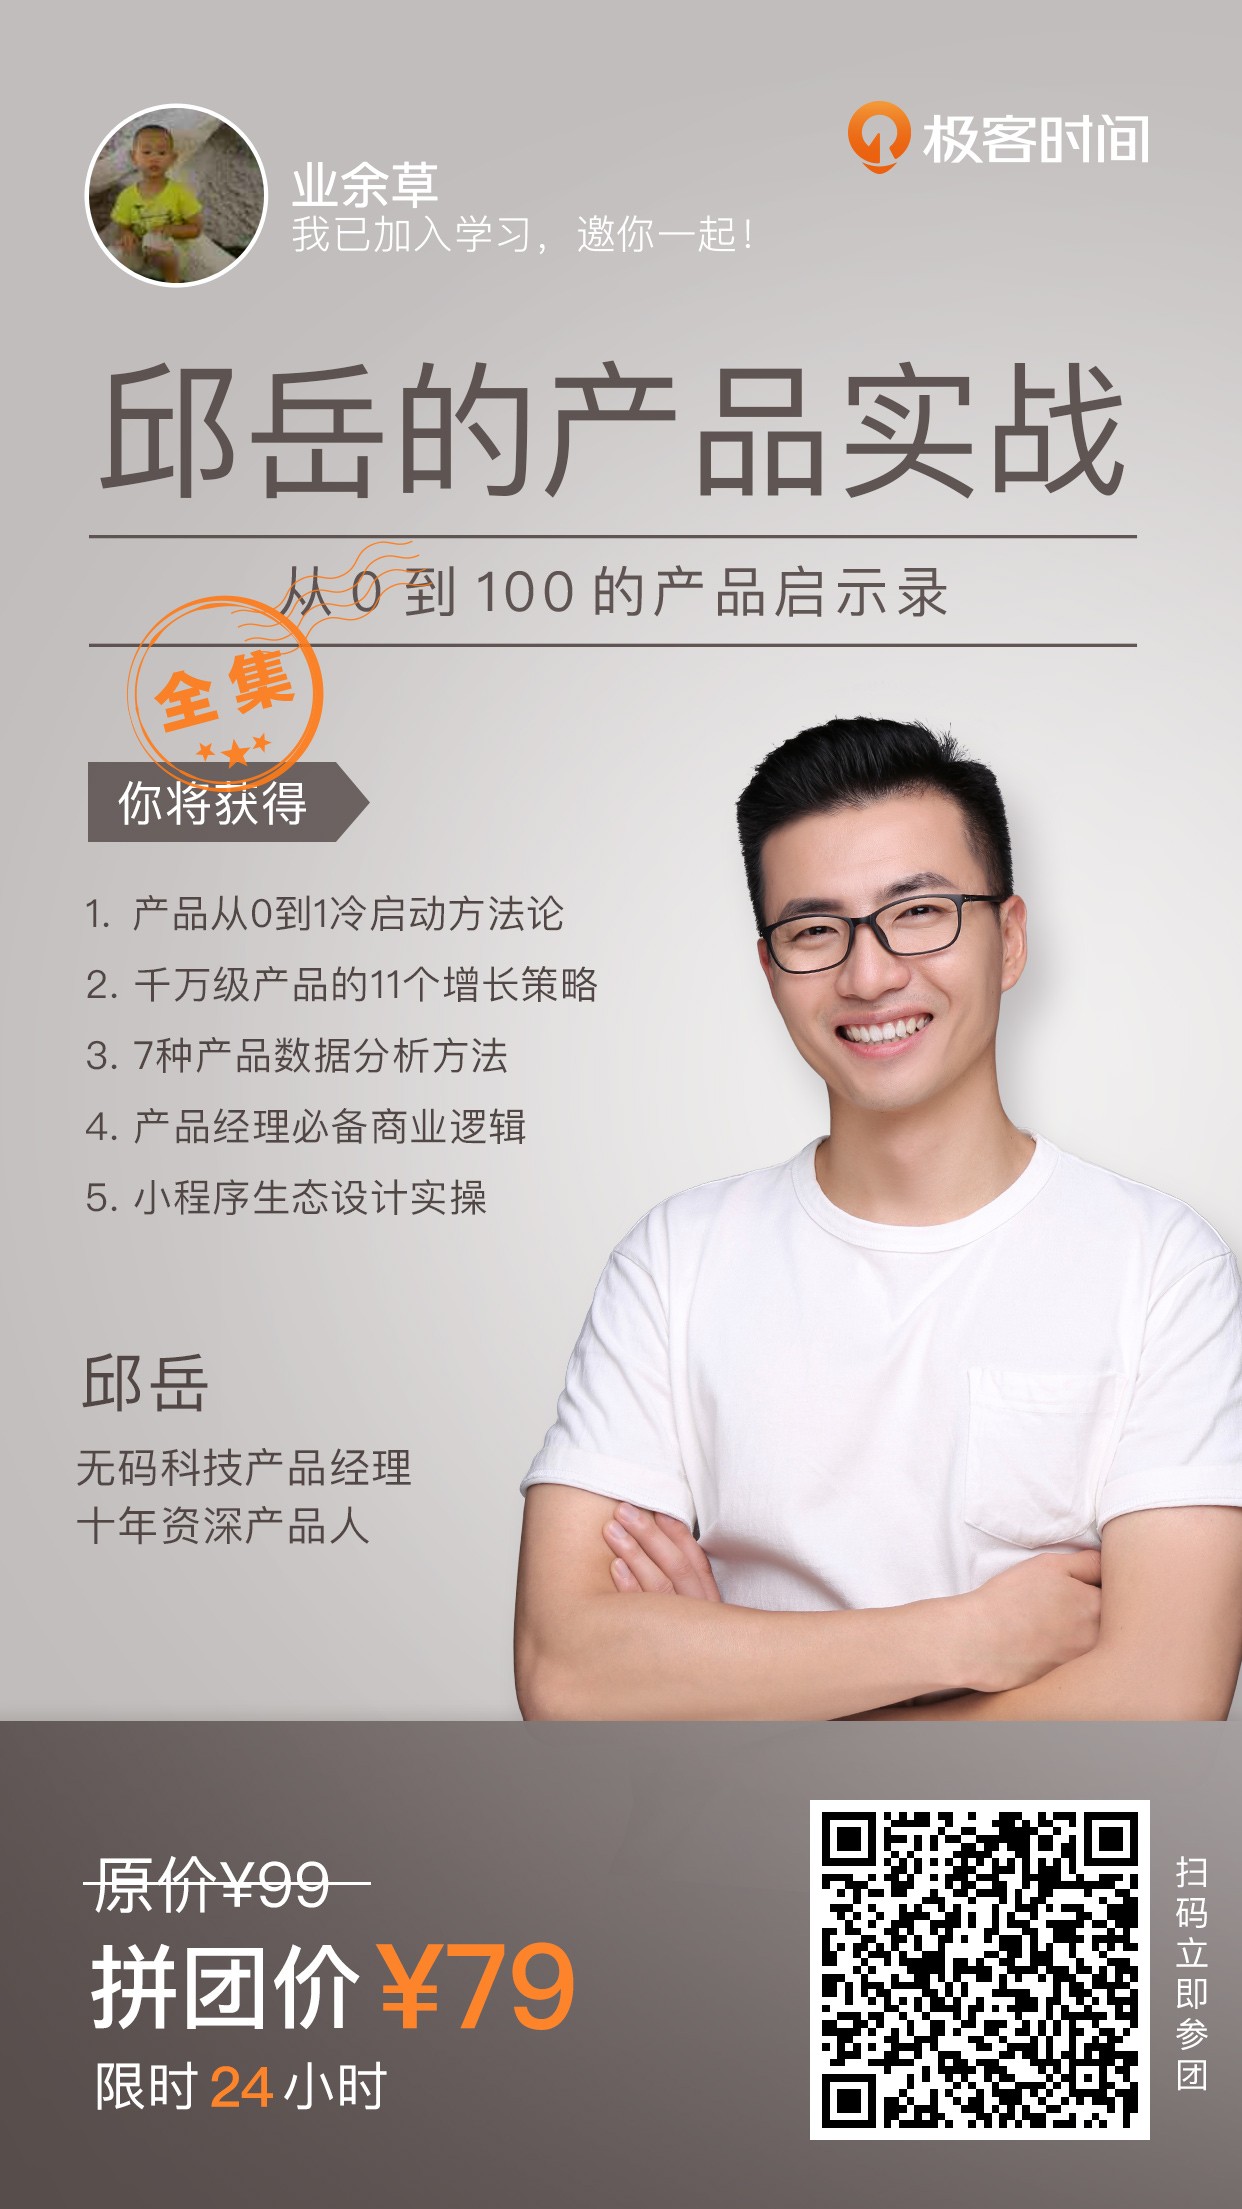 极客时间
业余草
我已加入学习，邀你一起！
邱岳的产品实战
从 0 到 100 的产品启示录
全集
你将获得
1. 产品从0到1冷启动方法论
2. 千万级产品的11个增长策略
3. 7种产品数据分析方法
4. 产品经理必备商业逻辑
5. 小程序生态设计实操
邱岳
无码科技产品经理
十年资深产品人
原价¥99
拼团价 ¥79
限时 24 小时
扫码立即参团